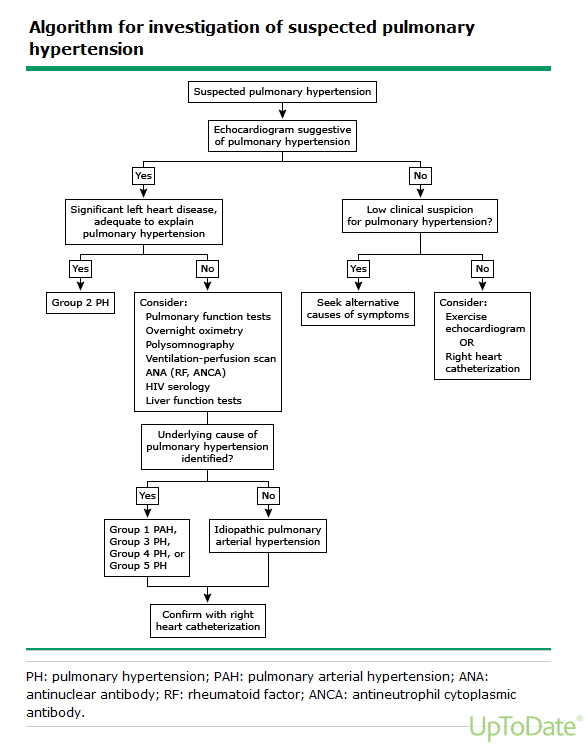 Algorithm for investigation of suspected pulmonary
hypertension
Suspected pulmonary hypertension
Echocardiogram suggestive
of pulmonary hypertension
Yes
No
Significant left heart disease,
adequate to explain
pulmonary hypertension
Low clinical suspicion
for pulmonary hypertension?
Yes
No
Yes
No
Group 2 PH
Consider:
Pulmonary function tests
Overnight oximetry
Polysomnography
Ventilation-perfusion scan
ANA (RF, ANCA)
HIV serology
Liver function tests
Seek alternative
causes of symptoms
Consider:
Exercise
echocardiogram
OR
Right heart
catheterization
Underlying cause of
pulmonary hypertension
identified?
Yes
No
Group 1 PAH,
Group 3 PH,
Group 4 PH, or
Group 5 PH
Idiopathic pulmonary
arterial hypertension
Confirm with right
heart catheterization
PH: pulmonary hypertension; PAH: pulmonary arterial hypertension; ANA:
antinuclear antibody; RF: rheumatoid factor; ANCA: antineutrophil cytoplasmic
antibody.
UpToDate®